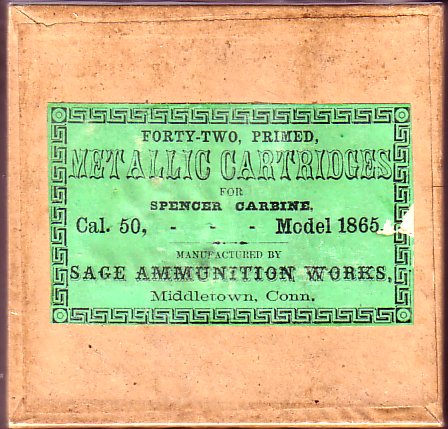 FORTY-TWO, PRIMED,
METALLIC CARTRIDGES
FOR
SPENCER CARBINE,
Cal. 50, - - - Model 1865.
MANUFACTURED BY
SAGE AMMUNITION WORKS,
Middletown, Conn.